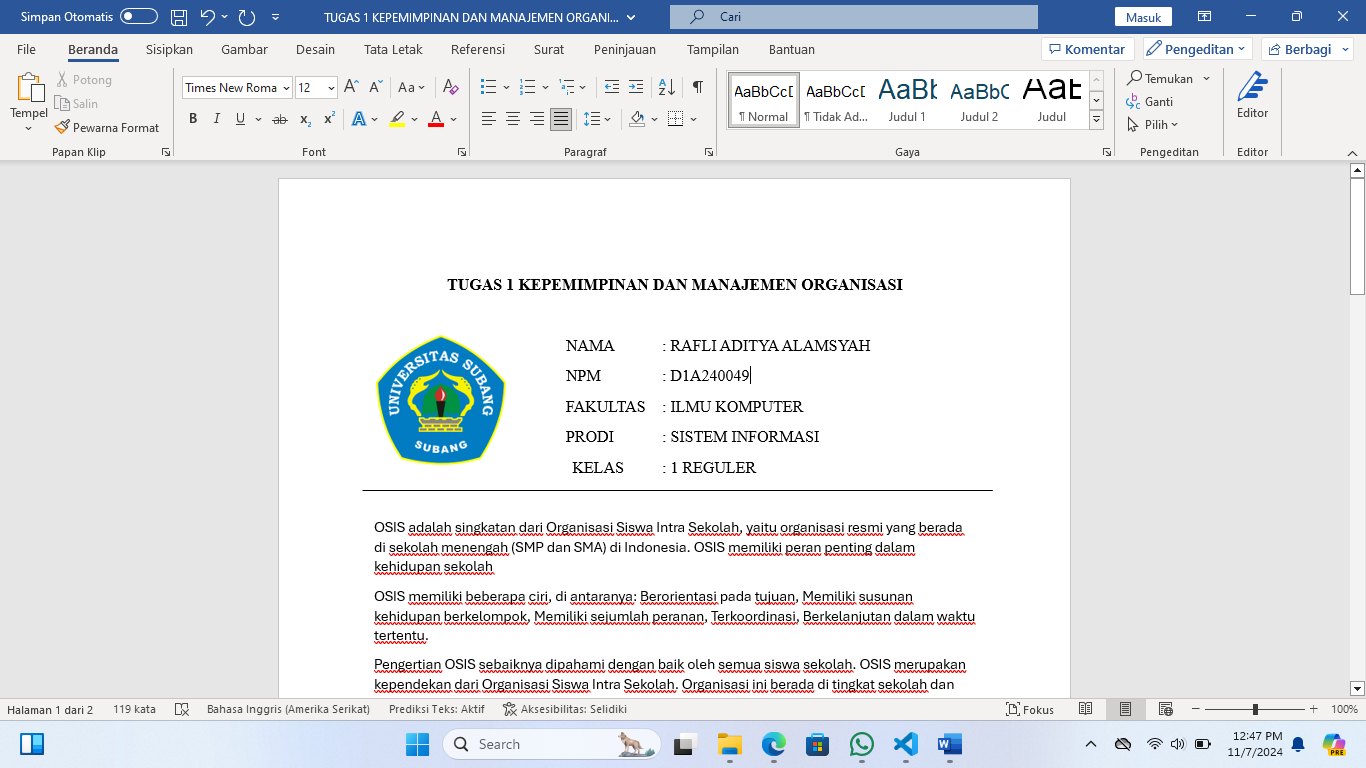 Simpan Otomatis
TUGAS 1 KEPEMIMPINAN DAN MANAJEMEN ORGANI...
Cari
Masuk
File Beranda Sisipkan Gambar Desain Tata Letak Referensi Surat Peninjauan Tampilan Bantuan
Komentar Pengeditan Berbagi
Tempel
Potong
Salin
Pewarna Format
Papan Klip
Times New Roma 12
Font
Paragraf
AaBbCcD AaBbCcD AaBb AaBbC AaBb
¶ Normal ¶ Tidak Ad... Judul 1 Judul 2 Judul
Gaya
Temukan
Ganti
Pilih
Pengeditan
Editor
Editor
TUGAS 1 KEPEMIMPINAN DAN MANAJEMEN ORGANISASI
UNIVERSITAS SUBANG
SUBANG
NAMA : RAFLI ADITYA ALAMSYAH
NPM : D1A240049
FAKULTAS : ILMU KOMPUTER
PRODI : SISTEM INFORMASI
KELAS : 1 REGULER
OSIS adalah singkatan dari Organisasi Siswa Intra Sekolah, yaitu organisasi resmi yang berada
di sekolah menengah (SMP dan SMA) di Indonesia. OSIS memiliki peran penting dalam
kehidupan sekolah
OSIS memiliki beberapa ciri, di antaranya: Berorientasi pada tujuan, Memiliki susunan
kehidupan berkelompok, Memiliki sejumlah peranan, Terkoordinasi, Berkelanjutan dalam waktu
tertentu.
Pengertian OSIS sebaiknya dipahami dengan baik oleh semua siswa sekolah. OSIS merupakan
kependekan dari Organisasi Siswa Intra Sekolah. Organisasi ini berada di tingkat sekolah dan
Halaman 1 dari 2 119 kata Bahasa Inggris (Amerika Serikat) Prediksi Teks: Aktif Aksesibilitas: Selidiki
Fokus
100%
Search
12:47 PM
11/7/2024
PRE